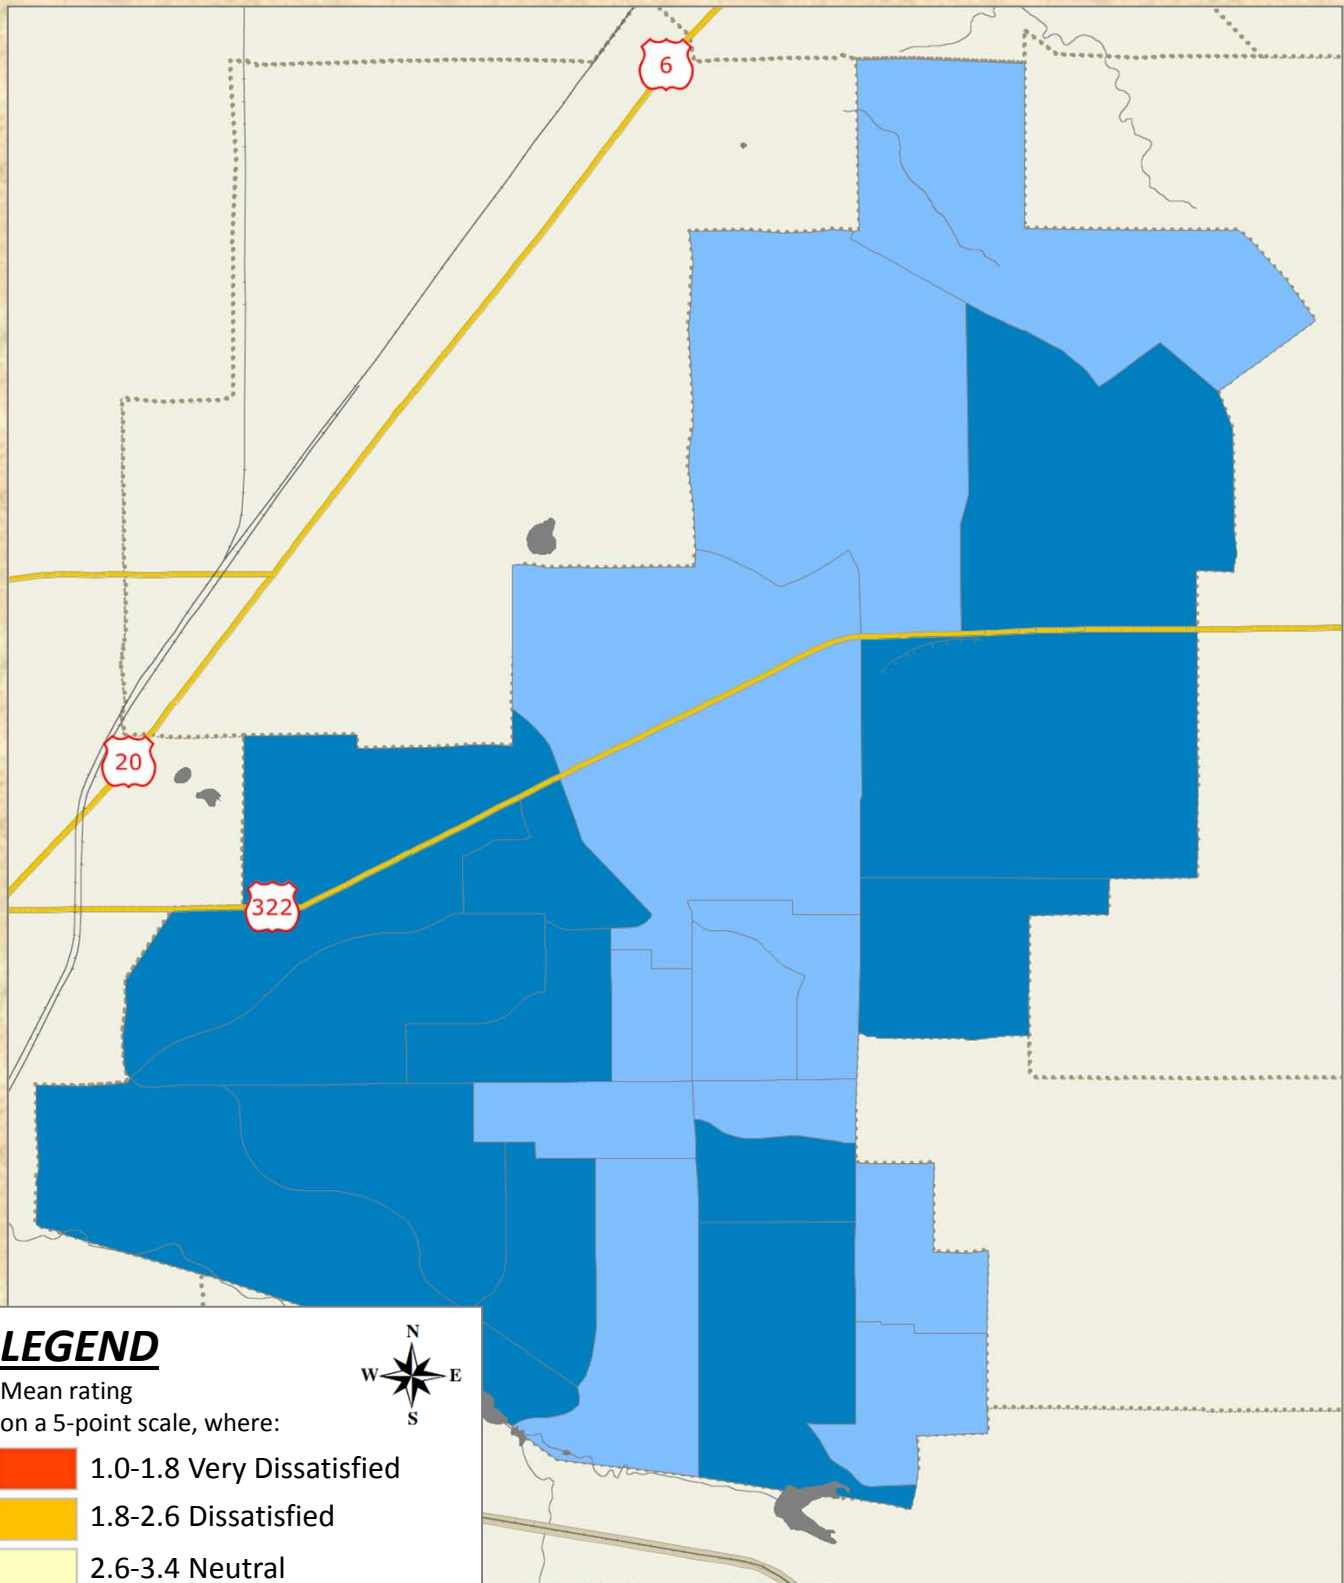 6
20
322
LEGEND
N
W E
S
Mean rating
on a 5-point scale, where:
1.0-1.8 Very Dissatisfied
1.8-2.6 Dissatisfied
2.6-3.4 Neutral